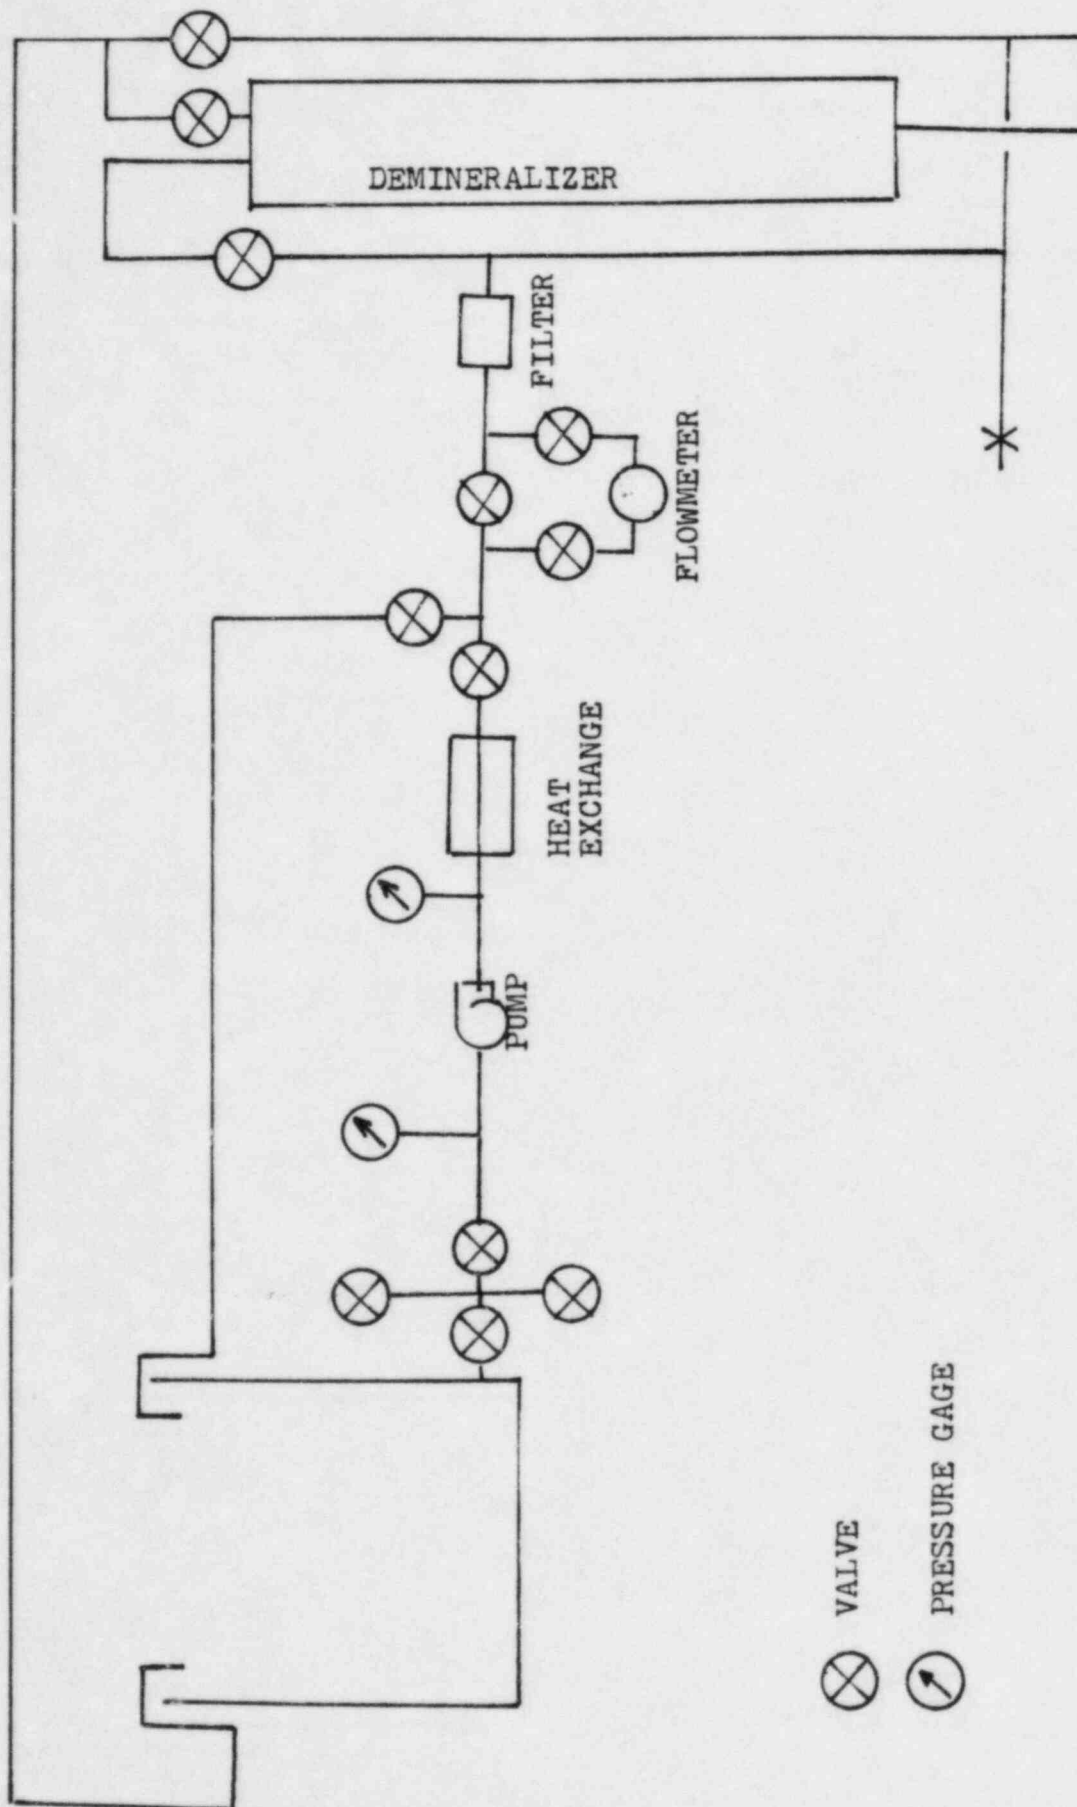 DEMINERALIZER
FILTER
FLOWMETER
HEAT
EXCHANGE
PUMP
VALVE
PRESSURE GAGE